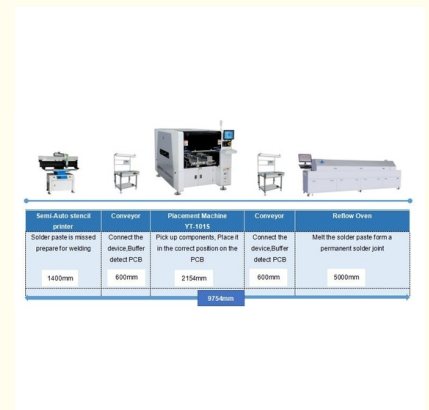 Semi-Auto stencil
printer
Conveyor
Placement Machine
YT-1015
Conveyor
Reflow Oven
Solder paste is missed
prepare for welding
Connect the
device,Buffer
detect PCB
Pick up components, Place it
in the correct position on the
PCB
Connect the
device,Buffer
detect PCB
Melt the solder paste form a
permanent solder joint
1400mm
600mm
2154mm
600mm
5000mm
9754mm